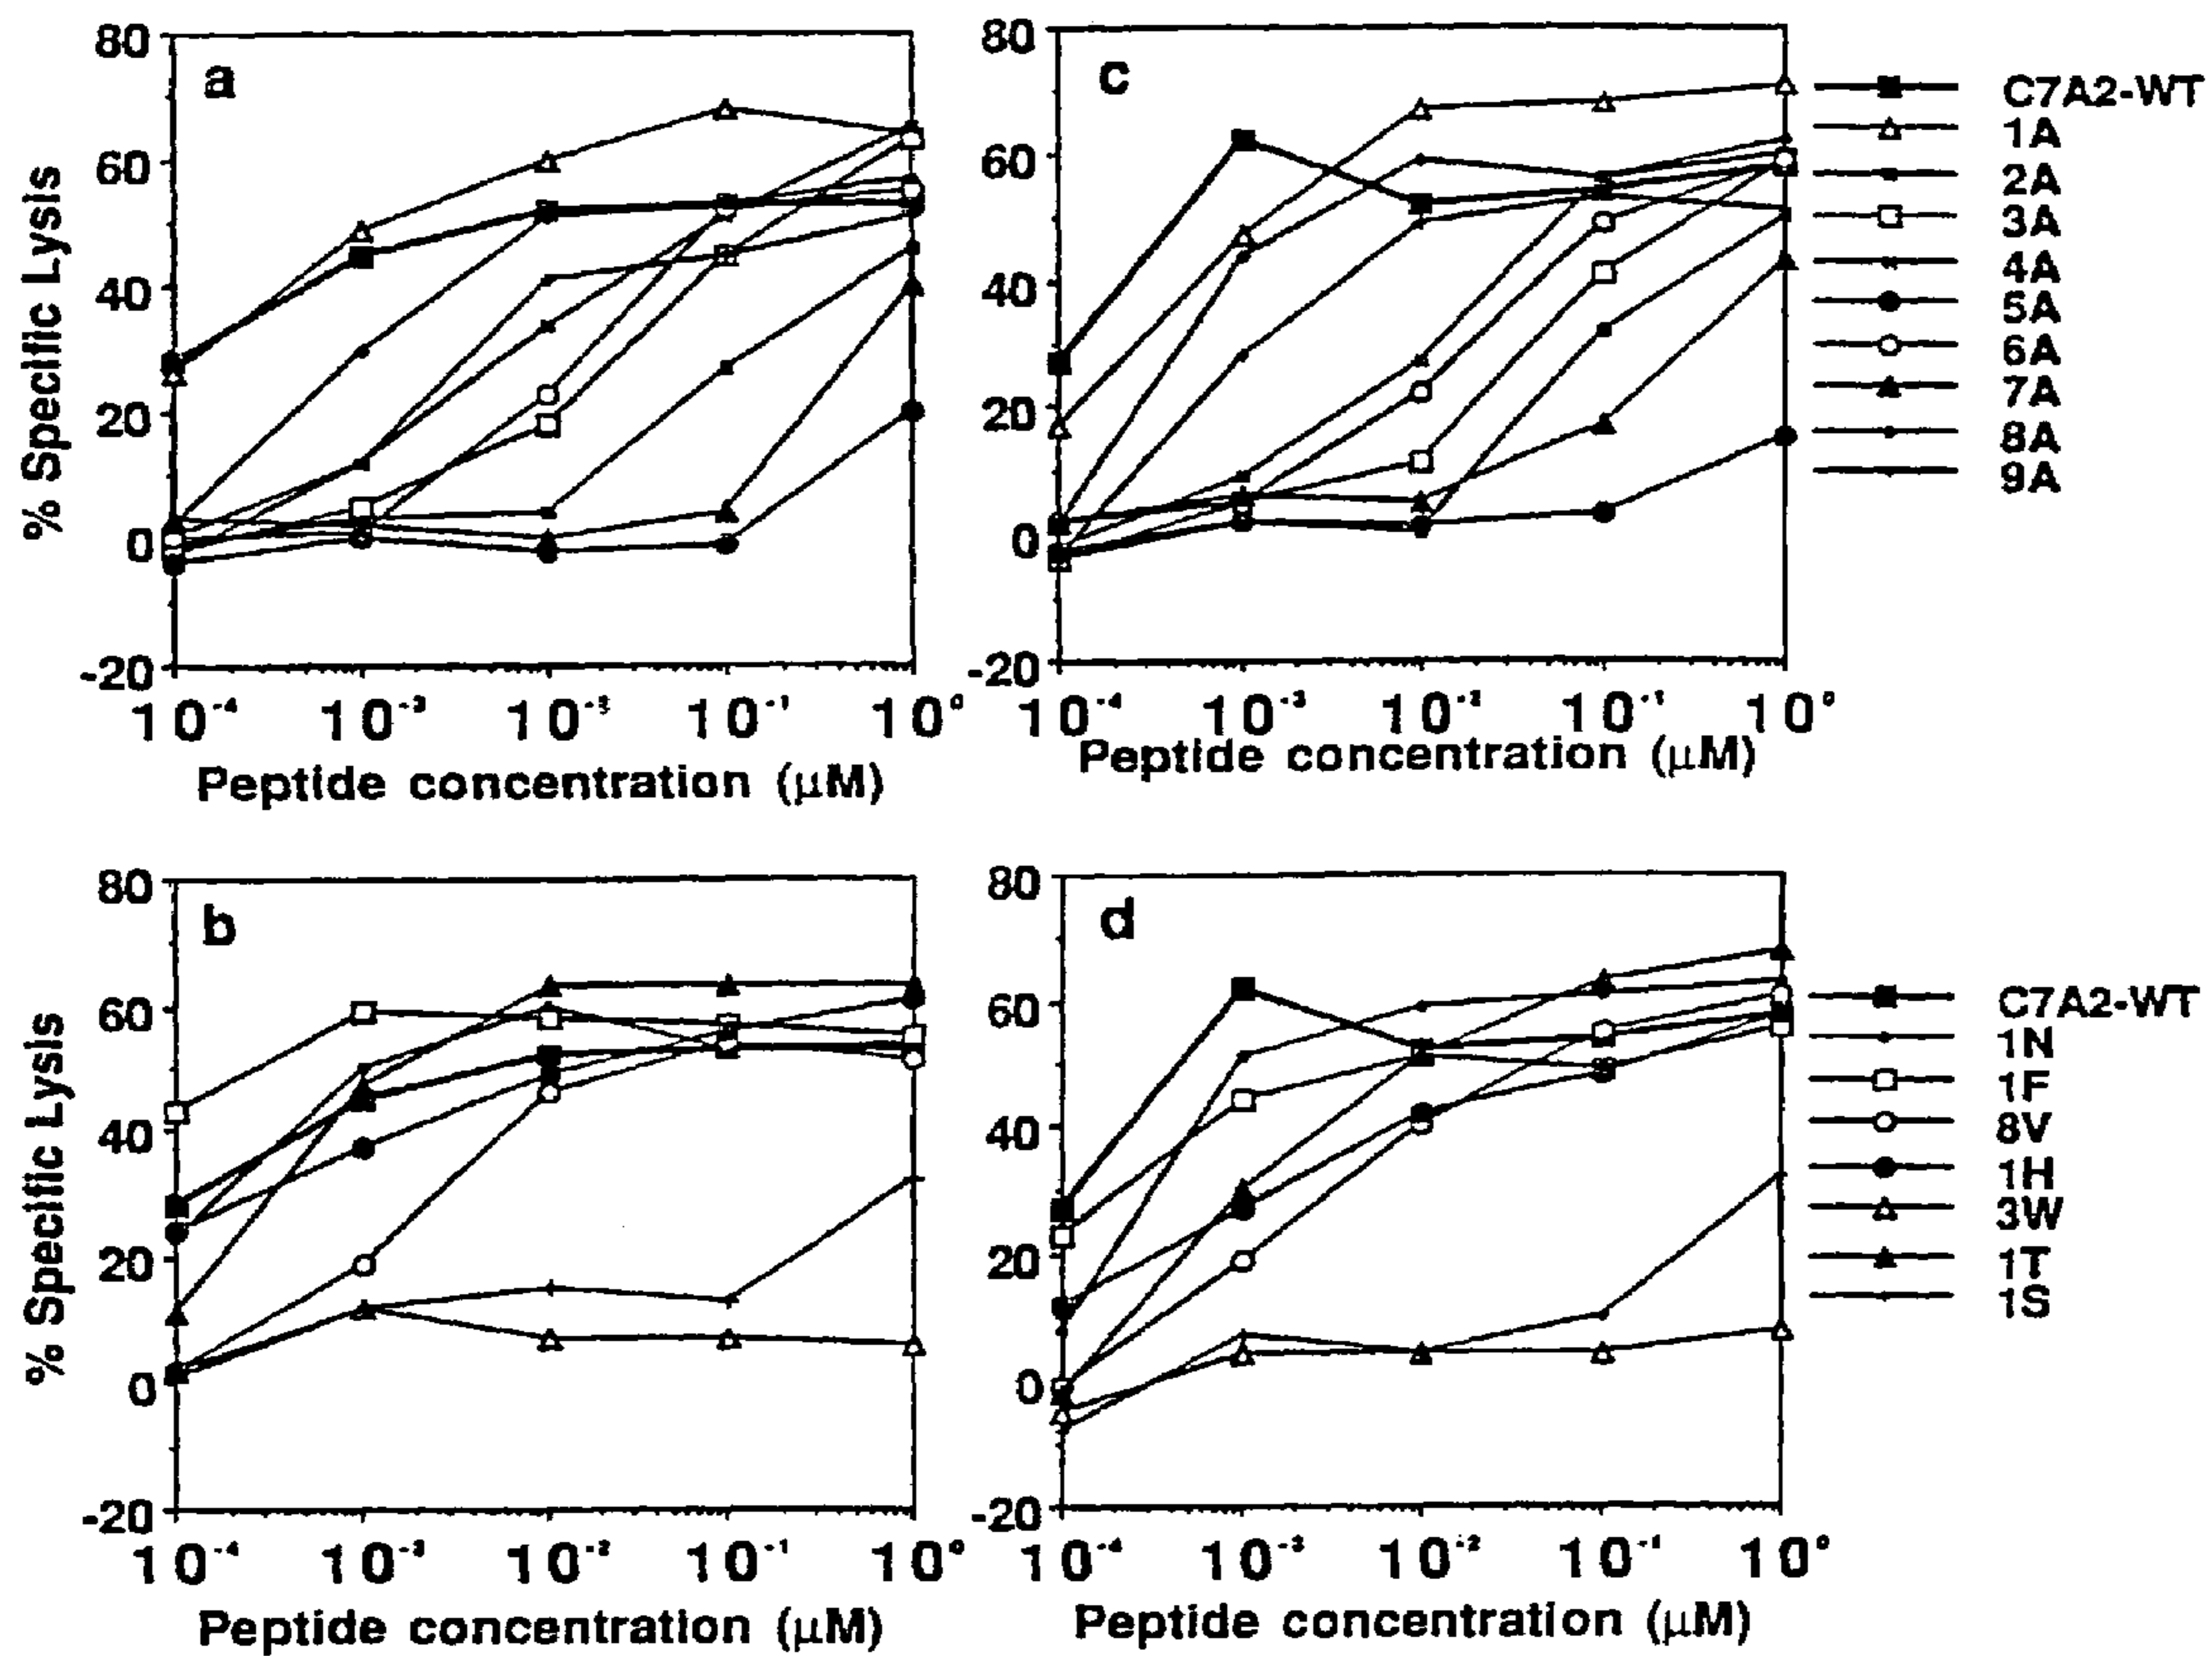 a
80
60
40
20
0
-20
% Specific Lysis
10⁻⁴ 10⁻³ 10⁻² 10⁻¹ 10⁰
Peptide concentration (μM)
c
80
60
40
20
0
-20
10⁻⁴ 10⁻³ 10⁻² 10⁻¹ 10⁰
Peptide concentration (μM)
C7A2-WT
1A
2A
3A
4A
5A
6A
7A
8A
9A
b
80
60
40
20
0
-20
% Specific Lysis
10⁻⁴ 10⁻³ 10⁻² 10⁻¹ 10⁰
Peptide concentration (μM)
d
80
60
40
20
0
-20
10⁻⁴ 10⁻³ 10⁻² 10⁻¹ 10⁰
Peptide concentration (μM)
C7A2-WT
1N
1F
8V
1H
3W
1T
1S